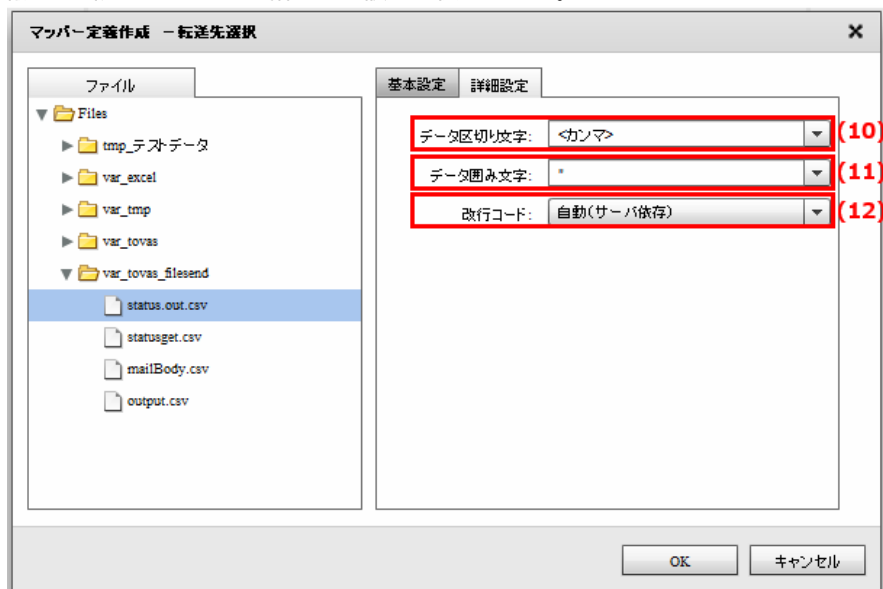 マッパー定義作成 －転送先選択
ファイル
Files
tmp_テストデータ
var_excel
var_tmp
var_tovas
var_tovas_filesend
status.out.csv
statusget.csv
mailBody.csv
output.csv
基本設定 詳細設定
データ区切り文字: <カンマ> (10)
データ囲み文字: " (11)
改行コード: 自動(サーバ依存) (12)
OK キャンセル